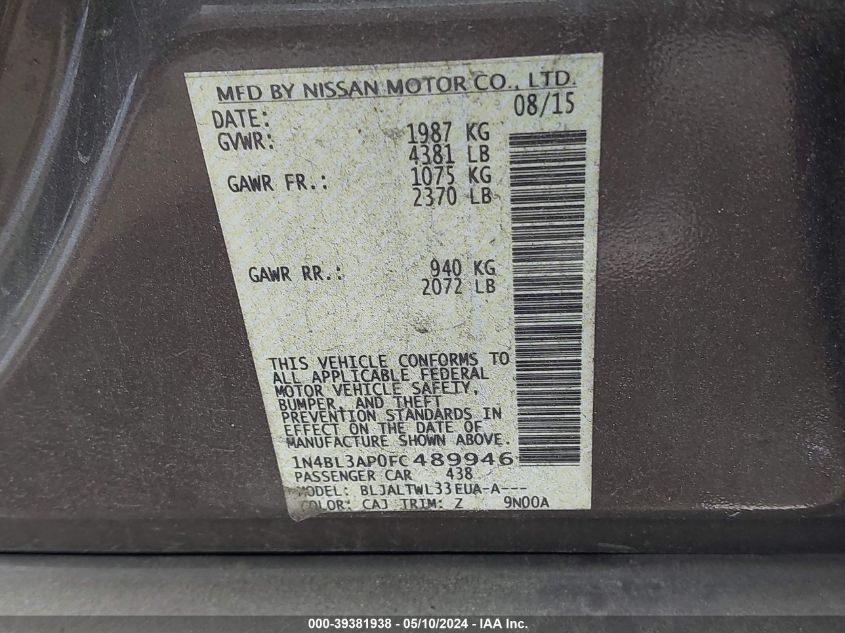 MFD BY NISSAN MOTOR CO., LTD.
DATE: 08/15
GVWR: 1987 KG
4381 LB
GAWR FR.: 1075 KG
2370 LB
GAWR RR.: 940 KG
2072 LB
THIS VEHICLE CONFORMS TO
ALL APPLICABLE FEDERAL
MOTOR VEHICLE SAFETY,
BUMPER, AND THEFT
PREVENTION STANDARDS IN
EFFECT ON THE DATE OF
MANUFACTURE SHOWN ABOVE.
1N4BL3AP0FC489946
PASSENGER CAR 438
MODEL: BLJALTWL33EUA-A---
COLOR: CAJ TRIM: Z 9N00A
000-39381938 - 05/10/2024 - IAA Inc.